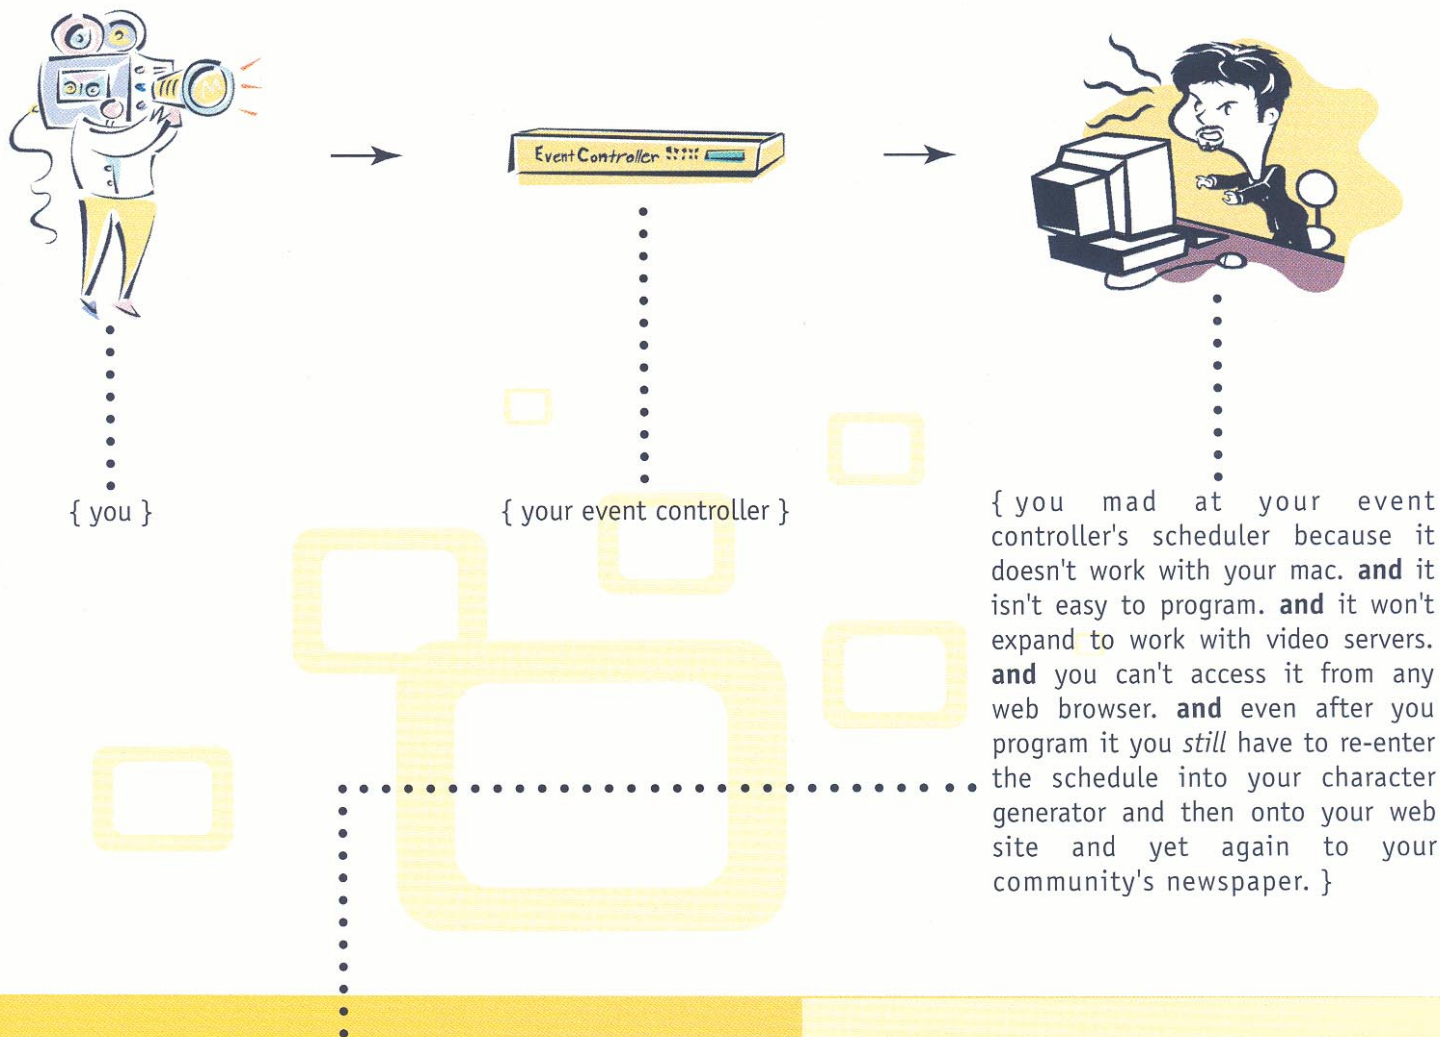 EventController
{ you }
{ your event controller }
{ you mad at your event
controller's scheduler because it
doesn't work with your mac. and it
isn't easy to program. and it won't
expand to work with video servers.
and you can't access it from any
web browser. and even after you
program it you still have to re-enter
the schedule into your character
generator and then onto your web
site and yet again to your
community's newspaper. }